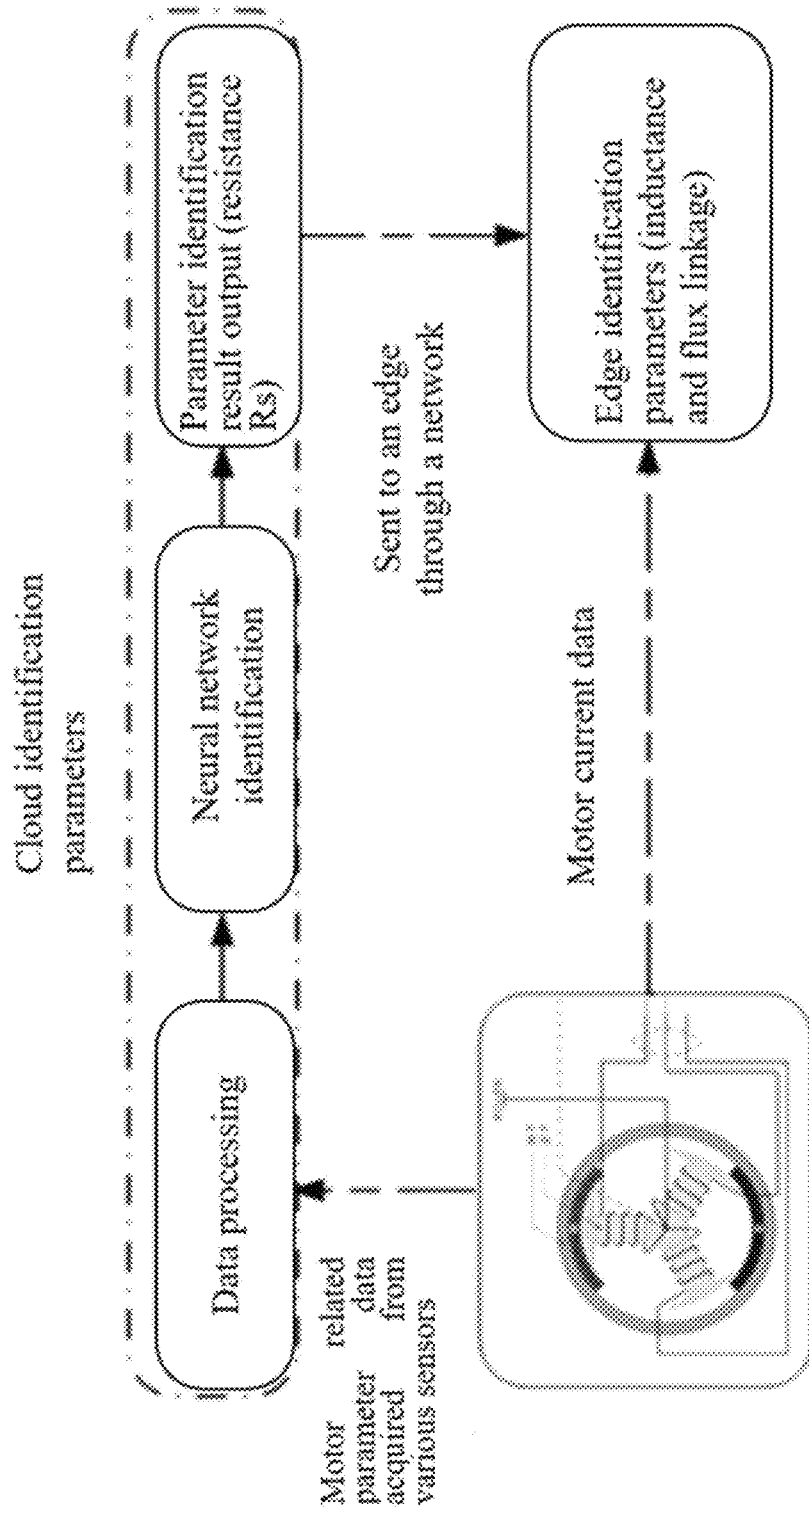 Cloud identification
parameters
Data processing
Neural network
identification
Parameter identification
result output (resistance
Rs)
Motor related
parameter data
acquired from
various sensors
Sent to an edge
through a network
Motor current data
Edge identification
parameters (inductance
and flux linkage)